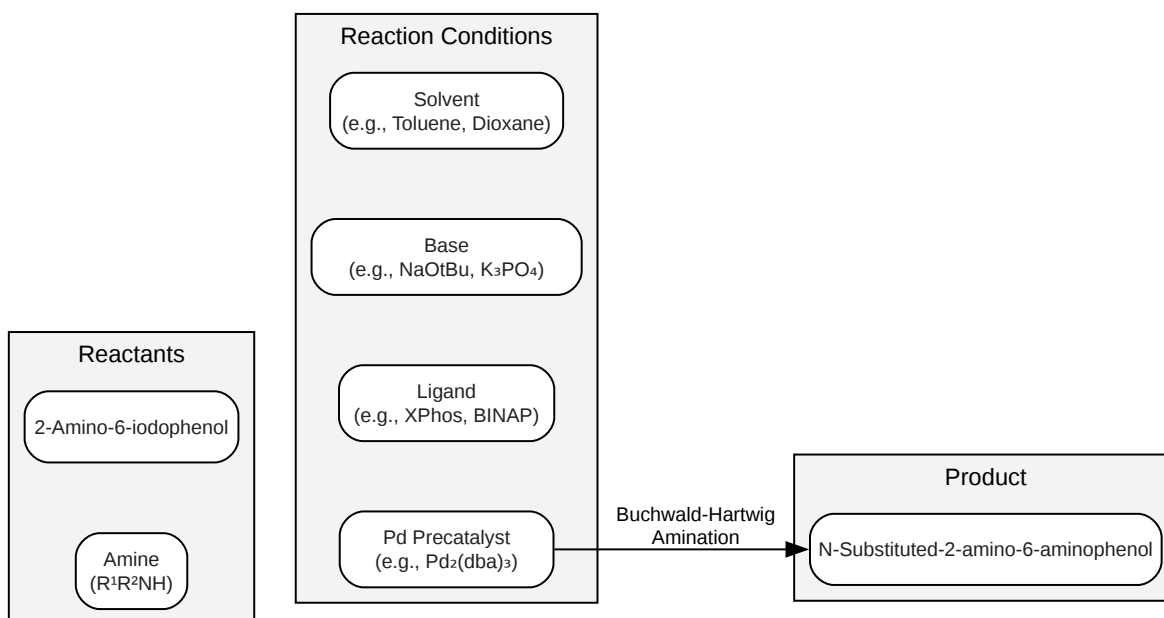 Reaction Conditions
Solvent
(e.g., Toluene, Dioxane)
Base
(e.g., NaOtBu, K₃PO₄)
Ligand
(e.g., XPhos, BINAP)
Pd Precatalyst
(e.g., Pd₂(dba)₃)
Reactants
2-Amino-6-iodophenol
Amine
(R¹R²NH)
Buchwald-Hartwig
Amination
Product
N-Substituted-2-amino-6-aminophenol